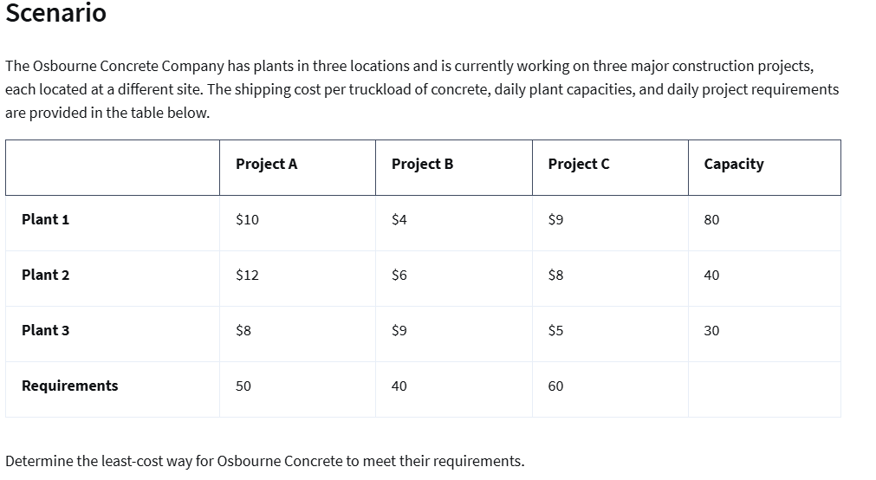 Scenario
The Osbourne Concrete Company has plants in three locations and is currently working on three major construction projects,
each located at a different site. The shipping cost per truckload of concrete, daily plant capacities, and daily project requirements
are provided in the table below.
Project A Project B Project C Capacity
Plant 1 $10 $4 $9 80
Plant 2 $12 $6 $8 40
Plant 3 $8 $9 $5 30
Requirements 50 40 60
Determine the least-cost way for Osbourne Concrete to meet their requirements.